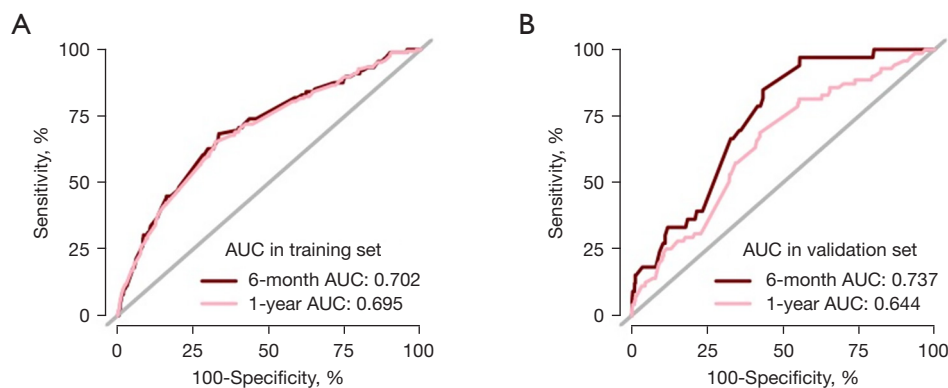 A
Sensitivity, %
100
75
50
25
0
AUC in training set
6-month AUC: 0.702
1-year AUC: 0.695
0 25 50 75 100
100-Specificity, %
B
Sensitivity, %
100
75
50
25
0
AUC in validation set
6-month AUC: 0.737
1-year AUC: 0.644
0 25 50 75 100
100-Specificity, %